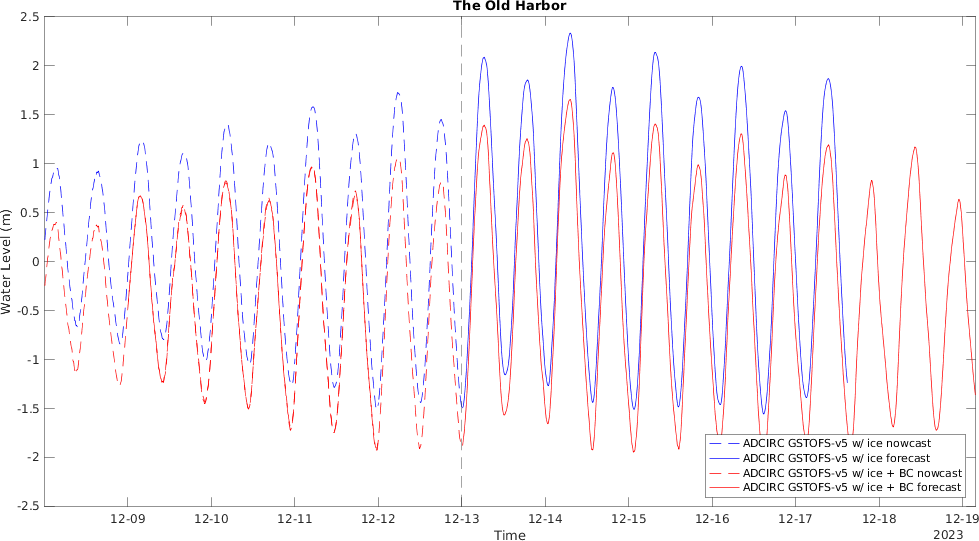 The Old Harbor
2.5
2
1.5
1
0.5
0
-0.5
-1
-1.5
-2
-2.5
Water Level (m)
ADCIRC GSTOFS-v5 w/ ice nowcast
ADCIRC GSTOFS-v5 w/ ice forecast
ADCIRC GSTOFS-v5 w/ ice + BC nowcast
ADCIRC GSTOFS-v5 w/ ice + BC forecast
12-09 12-10 12-11 12-12 12-13 12-14 12-15 12-16 12-17 12-18 12-19
Time
2023